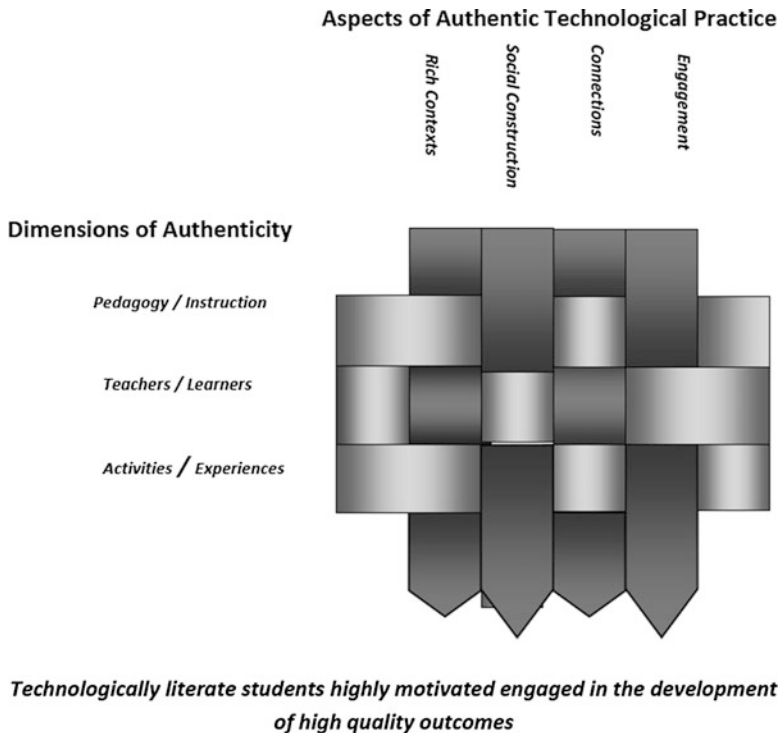 Aspects of Authentic Technological Practice
Rich Contexts
Social Construction
Connections
Engagement
Dimensions of Authenticity
Pedagogy / Instruction
Teachers / Learners
Activities / Experiences
Technologically literate students highly motivated engaged in the development
of high quality outcomes